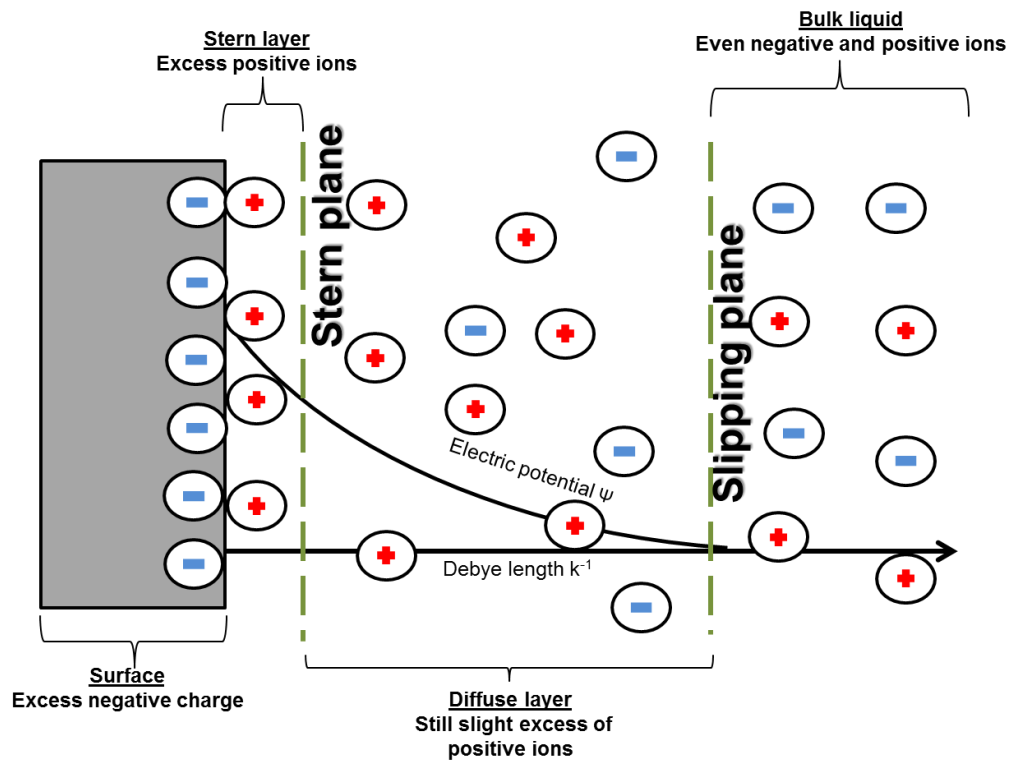 Stern layer
Excess positive ions
Bulk liquid
Even negative and positive ions
Stern plane
Slipping plane
Electric potential Ψ
Debye length k⁻¹
Surface
Excess negative charge
Diffuse layer
Still slight excess of
positive ions